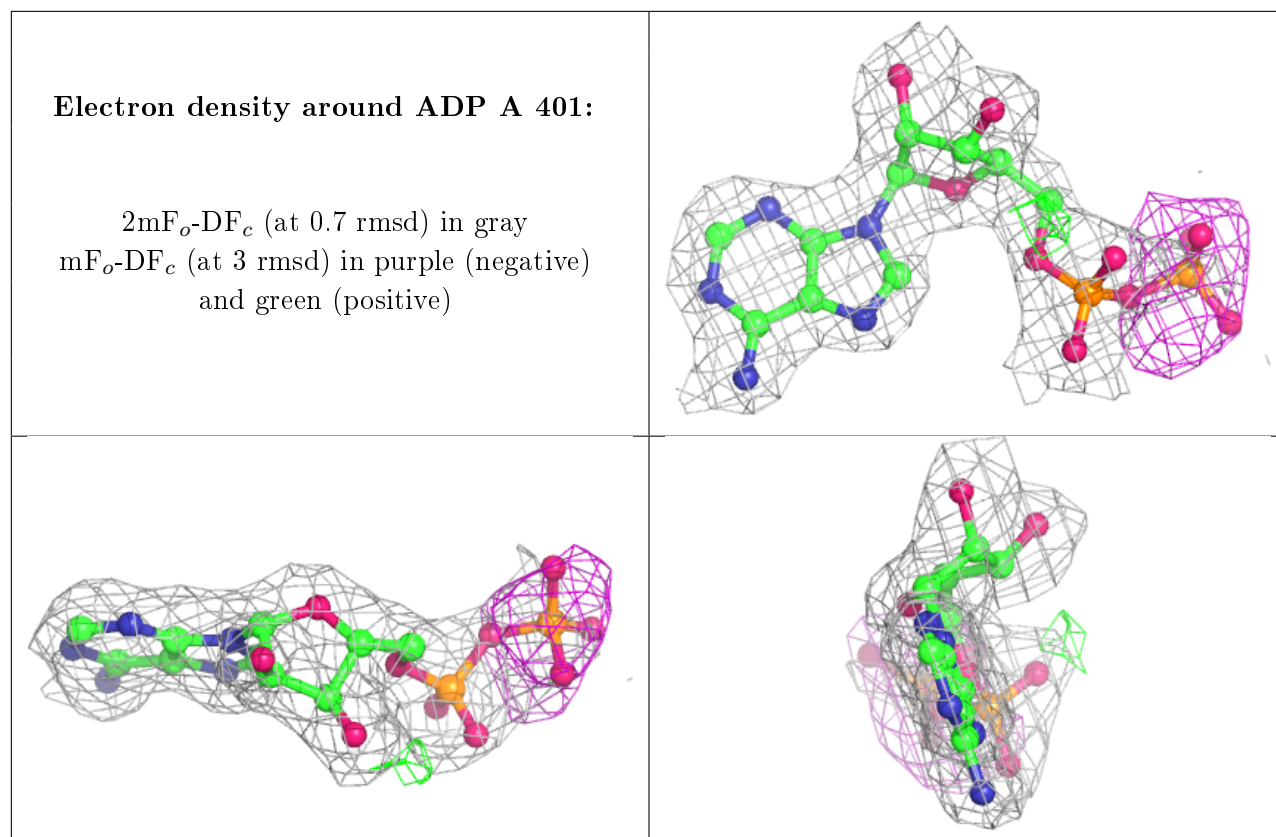 Electron density around ADP A 401:
2mFₒ-DF𝒸 (at 0.7 rmsd) in gray
mFₒ-DF𝒸 (at 3 rmsd) in purple (negative)
and green (positive)